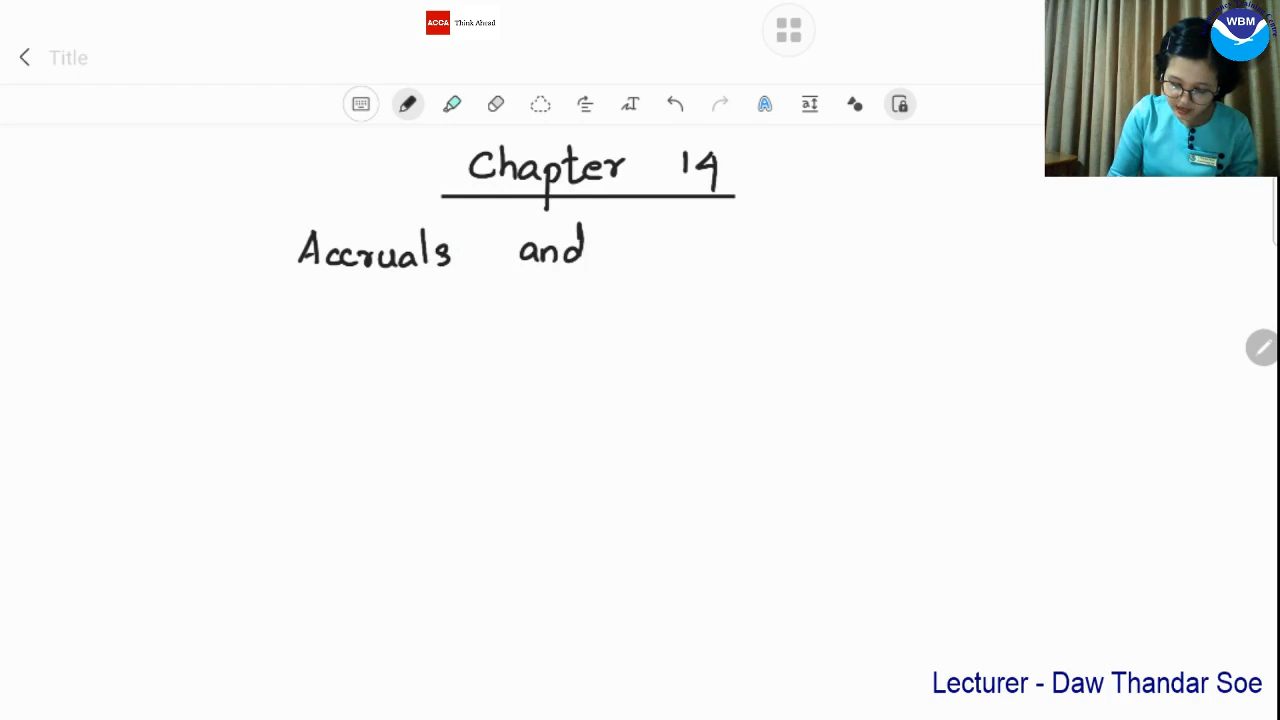 ACCA Think Ahead
WBM
Title
Chapter 14
Accruals and
Lecturer - Daw Thandar Soe